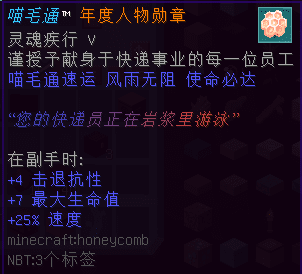 喵毛通™ 年度人物勋章
灵魂疾行 V
谨授予献身于快递事业的每一位员工
喵毛通速运 风雨无阻 使命必达
“您的快递员正在岩浆里游泳”
在副手时:
+4 击退抗性
+7 最大生命值
+25% 速度
minecraft:honeycomb
NBT:3个标签